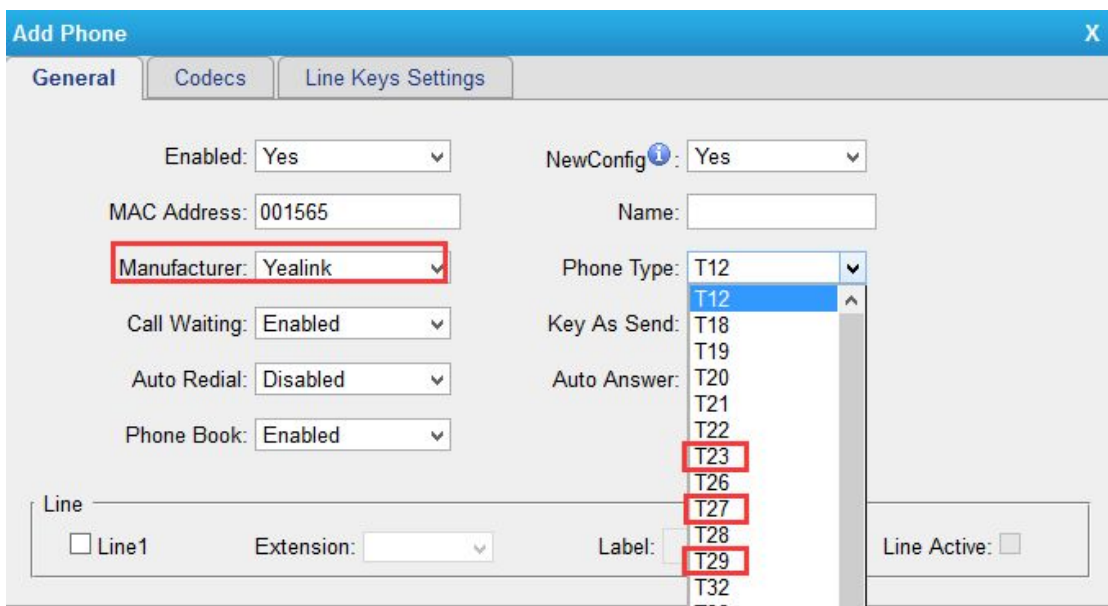 Add Phone X
General Codecs Line Keys Settings
Enabled: Yes NewConfig i : Yes
MAC Address: 001565 Name:
Manufacturer: Yealink Phone Type: T12
T12
Call Waiting: Enabled Key As Send: T18
T19
Auto Redial: Disabled Auto Answer: T20
T21
Phone Book: Enabled T22
T23
T26
Line T27
Line1 Extension: Label: T28 Line Active:
T29
T32